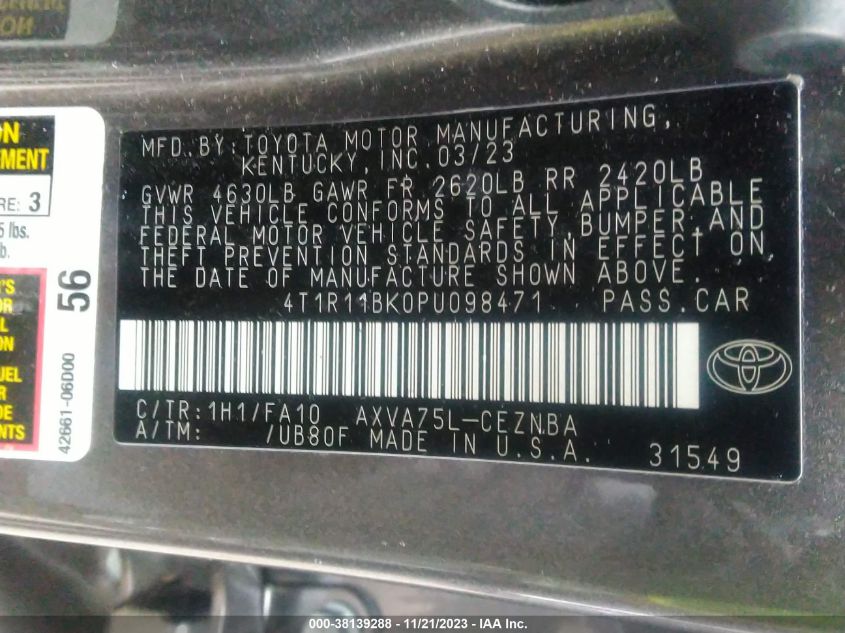 MFD. BY: TOYOTA MOTOR MANUFACTURING,
KENTUCKY, INC. 03/23
GVWR 4630LB GAWR FR 2620LB RR 2420LB
THIS VEHICLE CONFORMS TO ALL APPLICABLE
FEDERAL MOTOR VEHICLE SAFETY, BUMPER, AND
THEFT PREVENTION STANDARDS IN EFFECT ON
THE DATE OF MANUFACTURE SHOWN ABOVE.
4T1R11BK0PU098471 PASS. CAR
C/TR: 1H1/FA10 AXVA75L-CEZNBA
A/TM: /UB80F MADE IN U.S.A. 31549
RE: 3
lbs.
56
42661-06D00
000-38139288 - 11/21/2023 - IAA Inc.